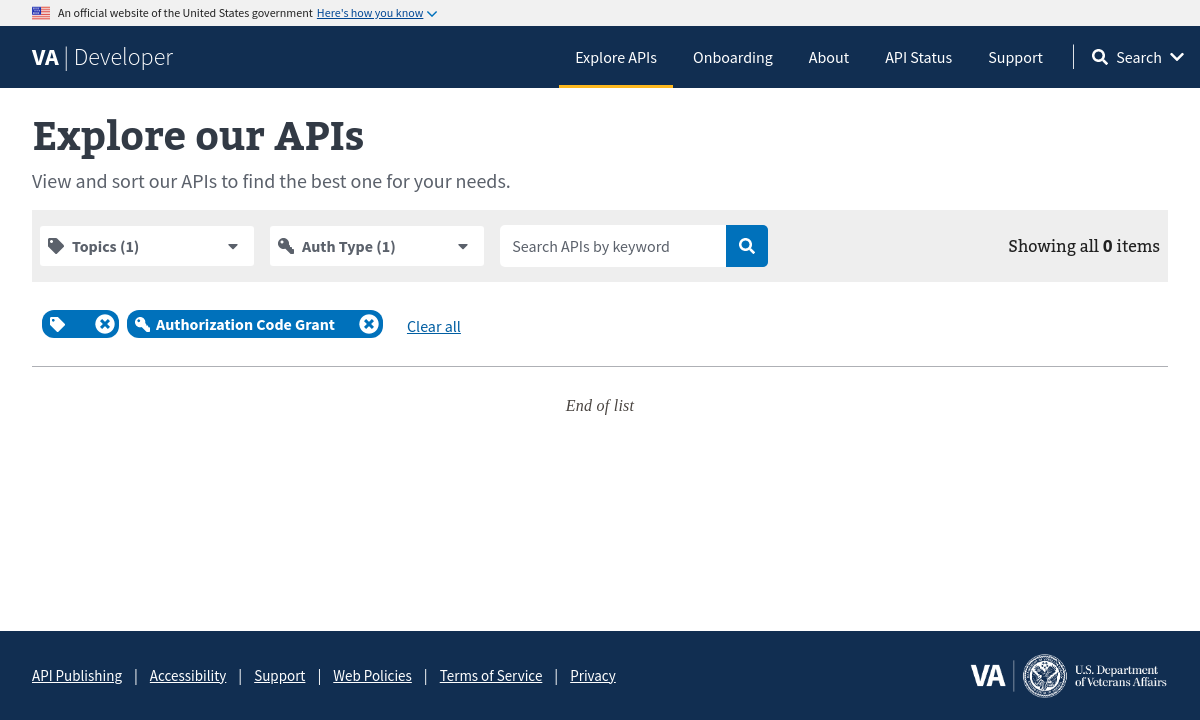 An official website of the United States government Here's how you know
VA | Developer
Explore APIs
Onboarding
About
API Status
Support
Search
Explore our APIs
View and sort our APIs to find the best one for your needs.
Topics (1)
Auth Type (1)
Search APIs by keyword
Showing all 0 items
Authorization Code Grant
Clear all
End of list
API Publishing | Accessibility | Support | Web Policies | Terms of Service | Privacy
VA
U.S. Department
of Veterans Affairs